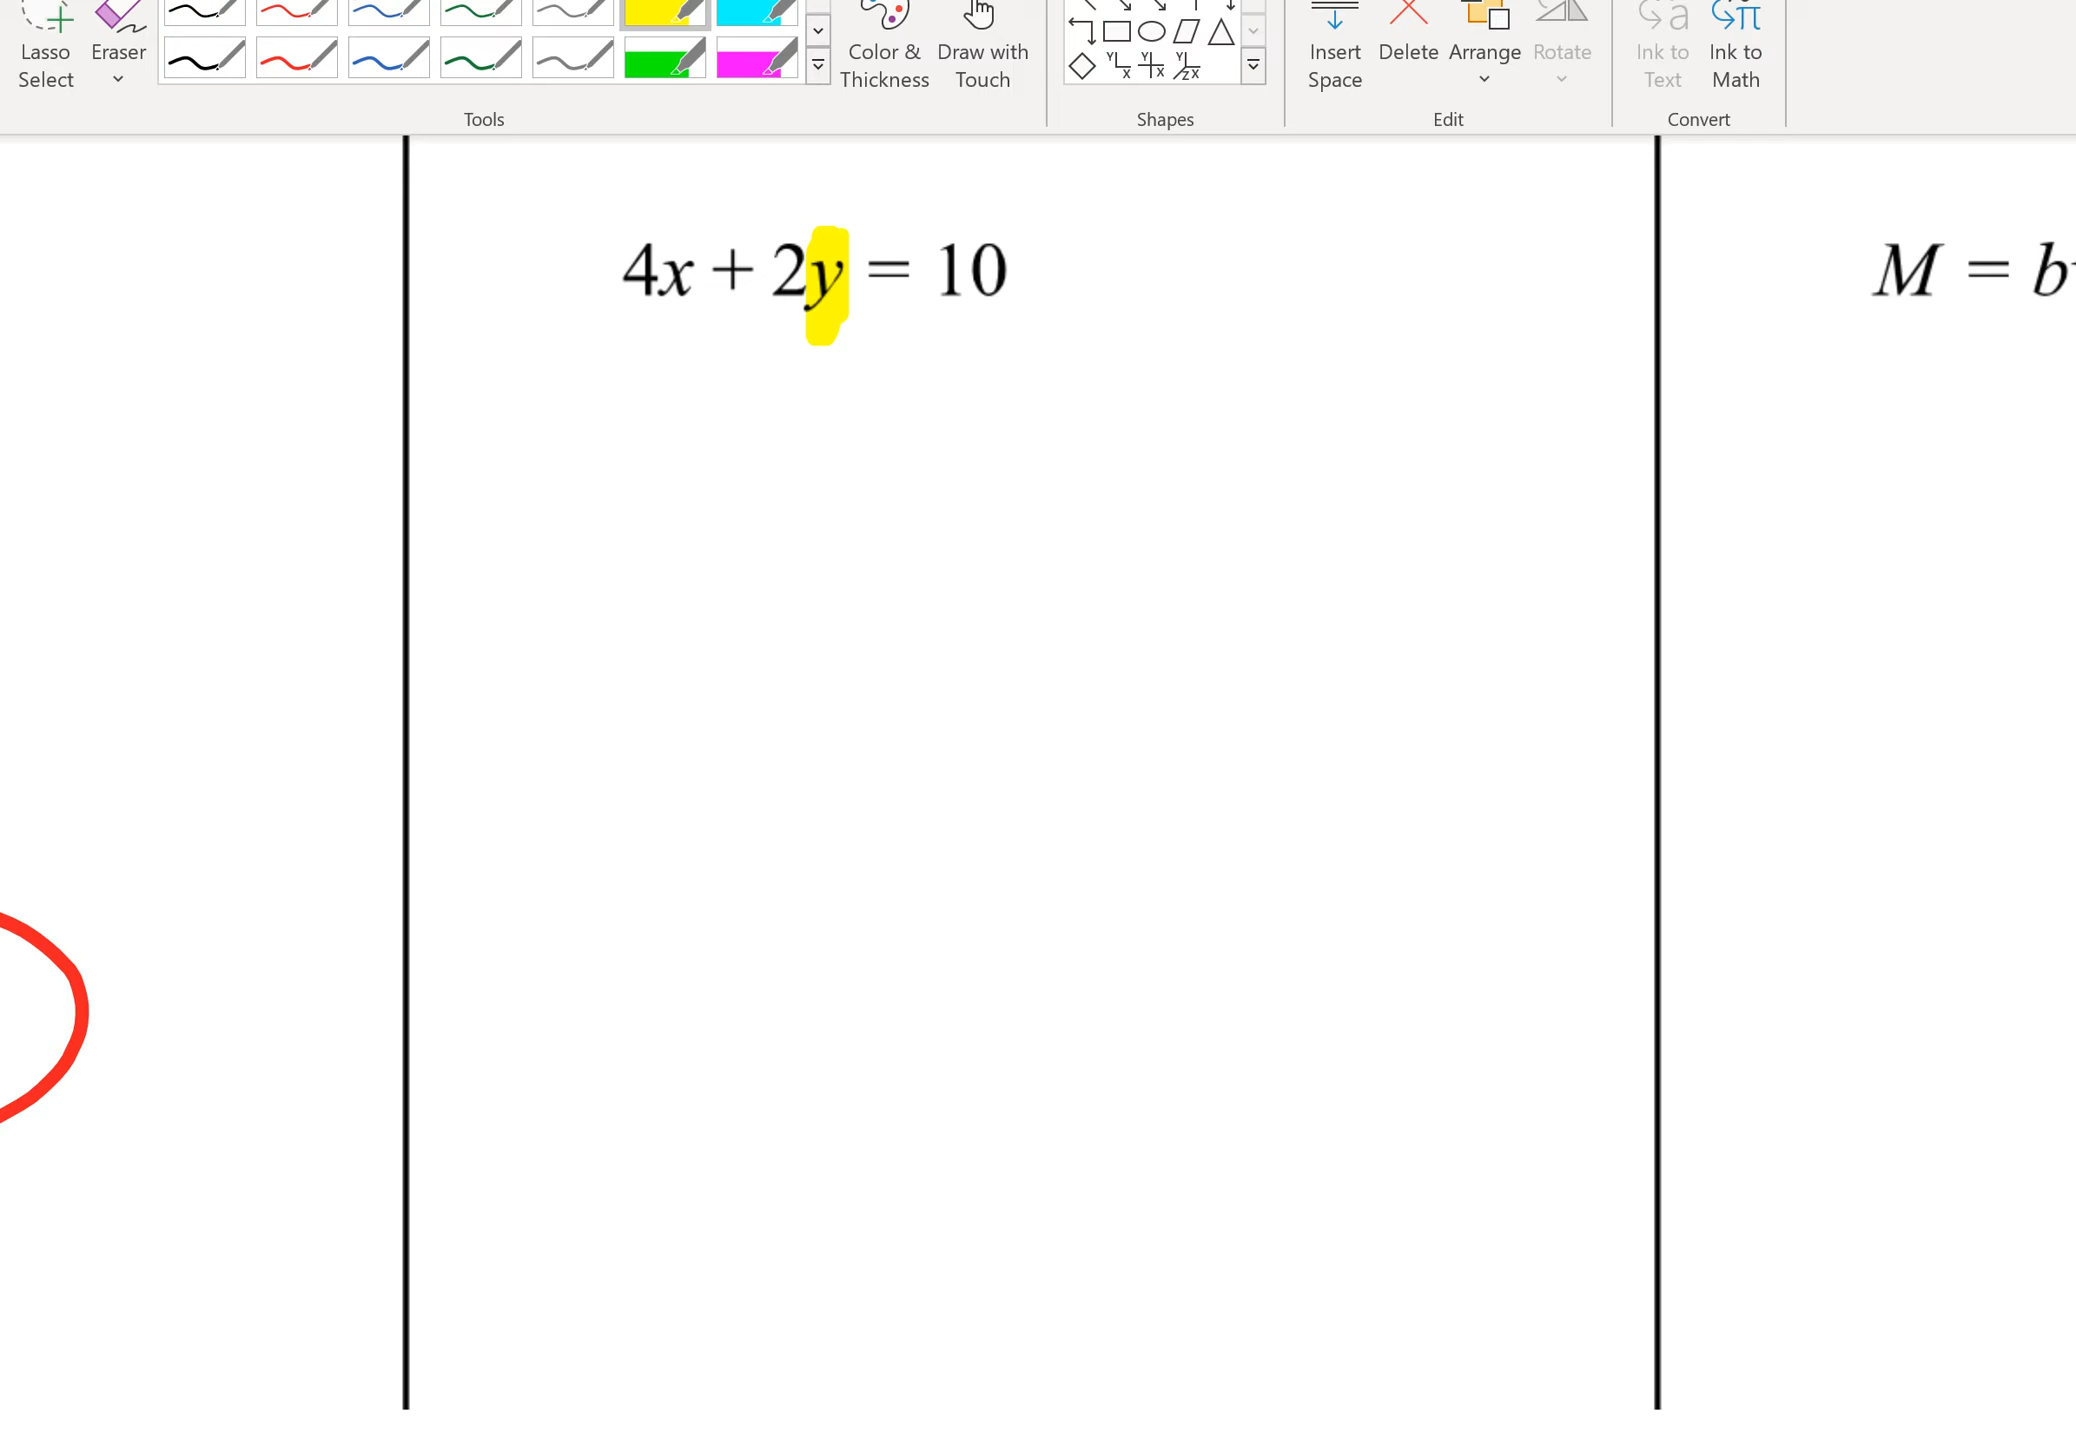 Lasso Select
Eraser
Color & Thickness
Draw with Touch
Insert Space
Delete
Arrange
Rotate
Ink to Text
Ink to Math
Tools
Shapes
Edit
Convert
4x + 2y = 10
M = b